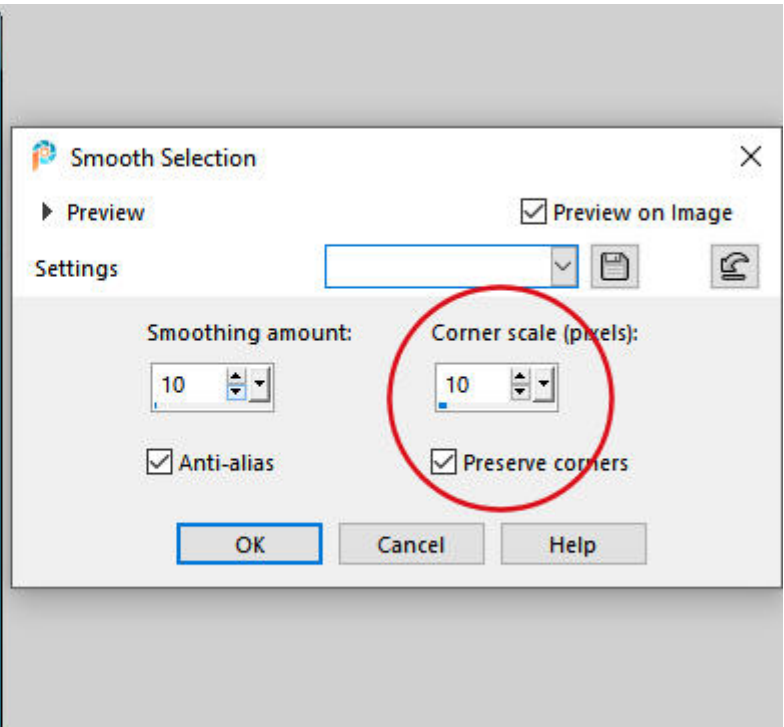 Smooth Selection
Preview
Preview on Image
Settings
Smoothing amount:
Corner scale (pixels):
10
10
Anti-alias
Preserve corners
OK
Cancel
Help